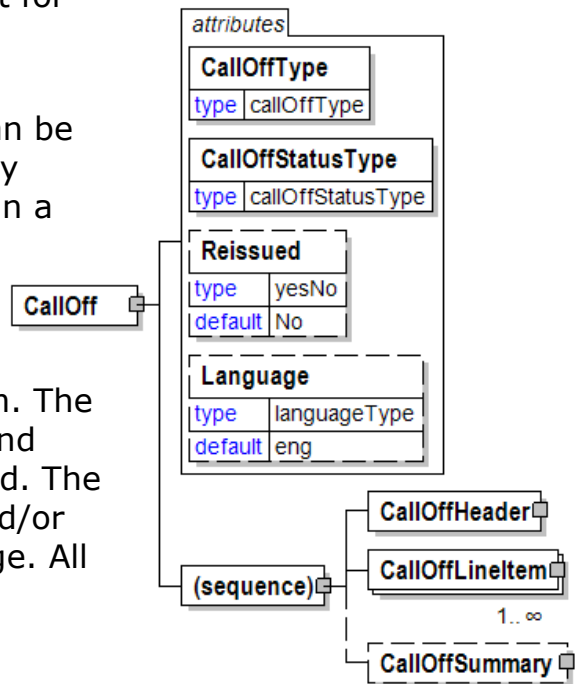 t for
an be
y
n a
n. The
nd
d. The
d/or
ge. All
attributes
CallOffType
type callOffType
CallOffStatusType
type callOffStatusType
Reissued
type yesNo
default No
Language
type languageType
default eng
CallOff
(sequence)
CallOffHeader
CallOffLineItem
1.. ∞
CallOffSummary